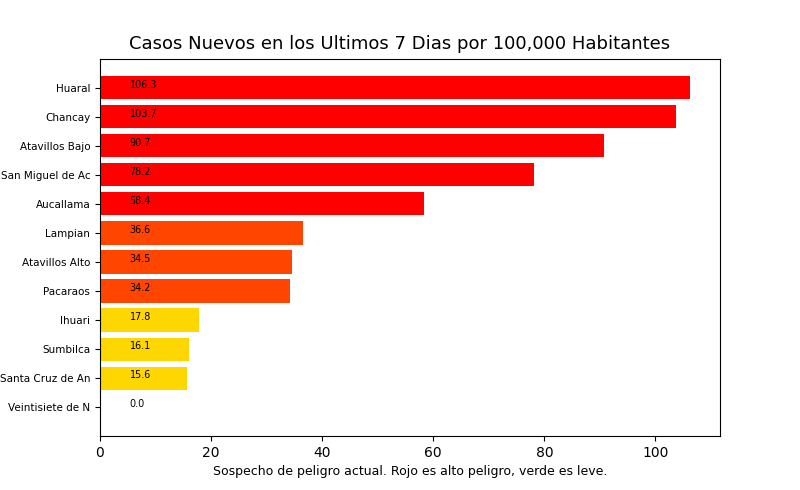 Casos Nuevos en los Ultimos 7 Dias por 100,000 Habitantes
Huaral 106.3
Chancay 103.7
Atavillos Bajo 90.7
San Miguel de Ac 78.2
Aucallama 58.4
Lampian 36.6
Atavillos Alto 34.5
Pacaraos 34.2
Ihuari 17.8
Sumbilca 16.1
Santa Cruz de An 15.6
Veintisiete de N 0.0
0 20 40 60 80 100
Sospecho de peligro actual. Rojo es alto peligro, verde es leve.